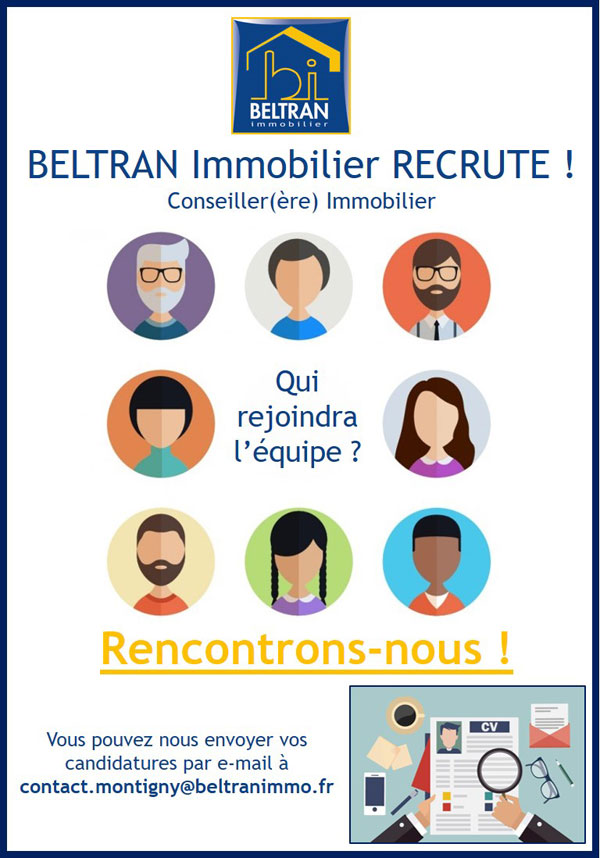 bi
BELTRAN
immobilier
BELTRAN Immobilier RECRUTE !
Conseiller(ère) Immobilier
Qui
rejoindra
l’équipe ?
Rencontrons-nous !
Vous pouvez nous envoyer vos
candidatures par e-mail à
contact.montigny@beltranimmo.fr
CV